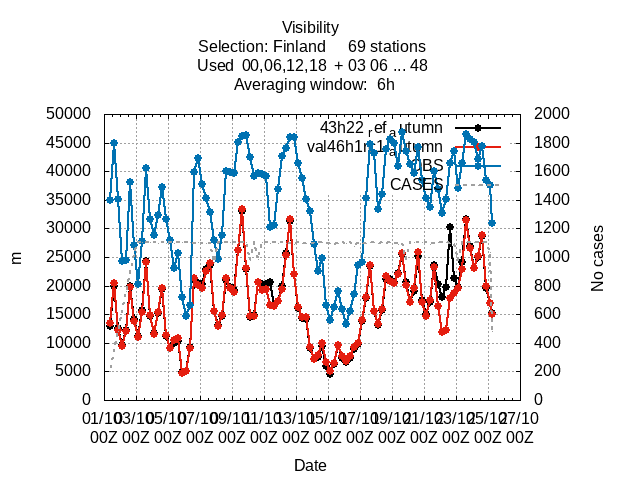 Visibility
Selection: Finland 69 stations
Used 00,06,12,18 + 03 06 ... 48
Averaging window: 6h
50000
45000
40000
35000
30000
25000
20000
15000
10000
5000
0
m
2000
1800
1600
1400
1200
1000
800
600
400
200
0
No cases
43h22_ref_autumn
OBS
CASES
01/10 03/10 05/10 07/10 09/10 11/10 13/10 15/10 17/10 19/10 21/10 23/10 25/10 27/10
00Z 00Z 00Z 00Z 00Z 00Z 00Z 00Z 00Z 00Z 00Z 00Z 00Z 00Z
Date